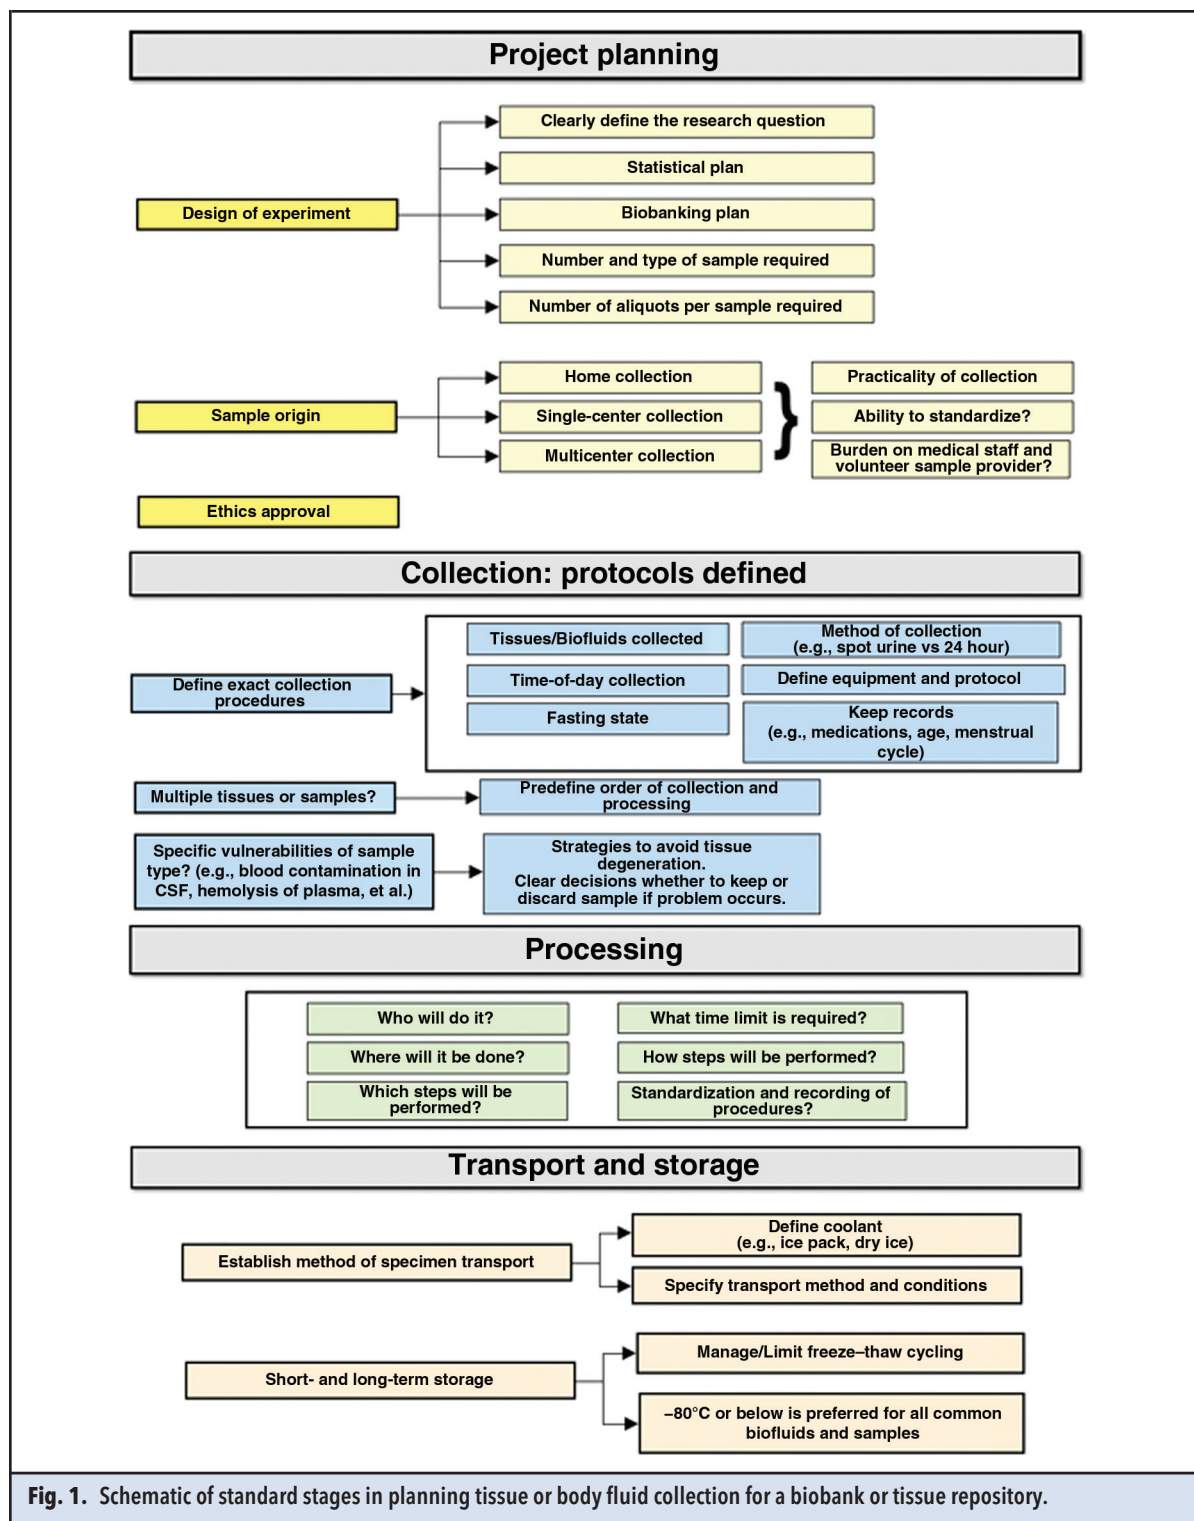 Project planning
Clearly define the research question
Statistical plan
Design of experiment
Biobanking plan
Number and type of sample required
Number of aliquots per sample required
Home collection
Practicality of collection
Sample origin
Single-center collection
}
Ability to standardize?
Multicenter collection
Burden on medical staff and
volunteer sample provider?
Ethics approval
Collection: protocols defined
Define exact collection
procedures
Tissues/Biofluids collected
Method of collection
(e.g., spot urine vs 24 hour)
Time-of-day collection
Define equipment and protocol
Fasting state
Keep records
(e.g., medications, age, menstrual
cycle)
Multiple tissues or samples?
Predefine order of collection and
processing
Specific vulnerabilities of sample
type? (e.g., blood contamination in
CSF, hemolysis of plasma, et al.)
Strategies to avoid tissue
degeneration.
Clear decisions whether to keep or
discard sample if problem occurs.
Processing
Who will do it?
What time limit is required?
Where will it be done?
How steps will be performed?
Which steps will be
performed?
Standardization and recording of
procedures?
Transport and storage
Establish method of specimen transport
Define coolant
(e.g., ice pack, dry ice)
Specify transport method and conditions
Short- and long-term storage
Manage/Limit freeze–thaw cycling
–80°C or below is preferred for all common
biofluids and samples
Fig. 1. Schematic of standard stages in planning tissue or body fluid collection for a biobank or tissue repository.